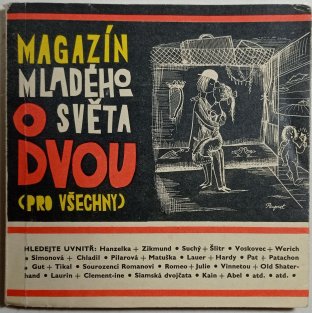 MAGAZÍN
MLADÉHO
SVĚTA
O
DVOU
(PRO VŠECHNY)
Peynet
HLEDEJTE UVNITŘ: Hanzelka + Zikmund • Suchý + Šlitr • Voskovec + Werich
• Simonová + Chladil • Pilarová + Matuška • Lauer + Hardy • Pat + Patachon
• Gut + Tikal • Sourozenci Romanovi • Romeo + Julie • Vinnetou + Old Shater-
hand • Laurin + Clement-ine • Siamská dvojčata • Kain + Abel • atd. • atd. •